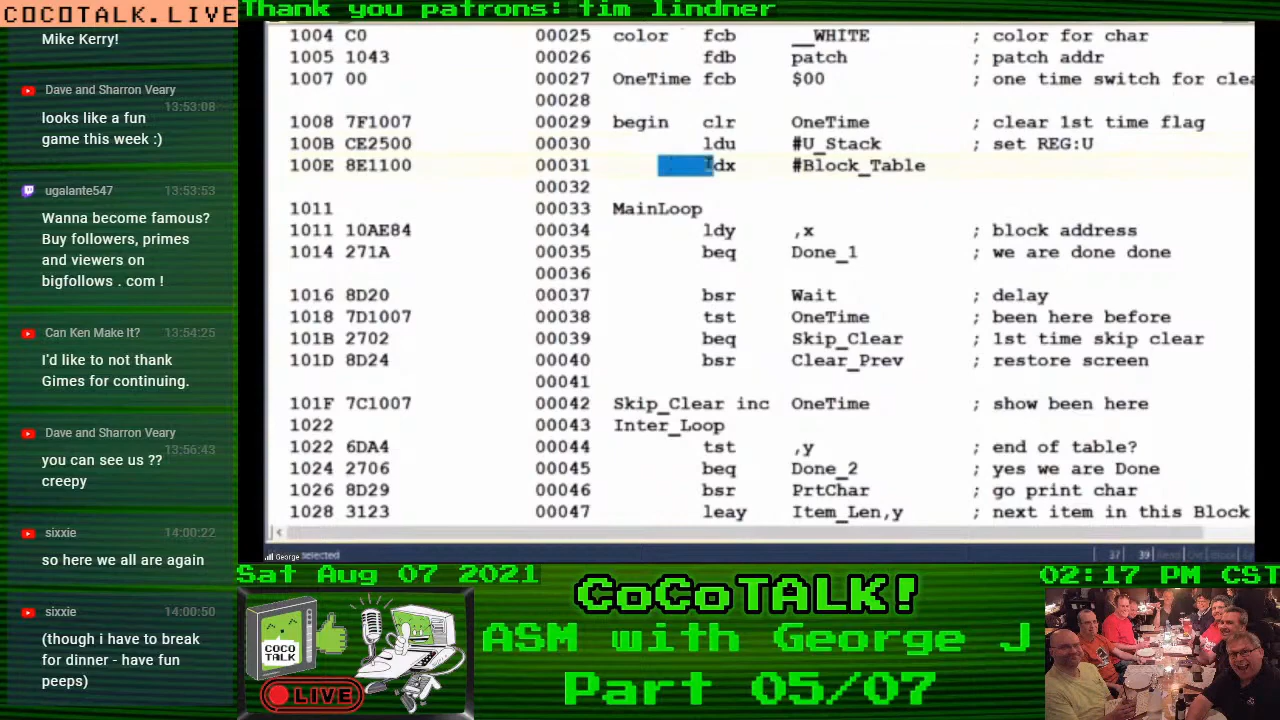 COCOTALK.LIVE
Thank you patrons: tim lindner
Mike Kerry!
Dave and Sharron Veary
13:53:08
looks like a fun
game this week :)
ugalante547
13:53:53
Wanna become famous?
Buy followers, primes
and viewers on
bigfollows . com !
Can Ken Make It?
13:54:25
I'd like to not thank
Gimes for continuing.
Dave and Sharron Veary
13:56:43
you can see us ??
creepy
sixxie
14:00:22
so here we all are again
sixxie
14:00:50
(though i have to break
for dinner - have fun
peeps)
1004 C0 00025 color fcb __WHITE ; color for char
1005 1043 00026 fdb patch ; patch addr
1007 00 00027 OneTime fcb $00 ; one time switch for clea
00028
1008 7F1007 00029 begin clr OneTime ; clear 1st time flag
100B CE2500 00030 ldu #U_Stack ; set REG:U
100E 8E1100 00031 ldx #Block_Table
00032
1011 00033 MainLoop
1011 10AE84 00034 ldy ,x ; block address
1014 271A 00035 beq Done_1 ; we are done done
00036
1016 8D20 00037 bsr Wait ; delay
1018 7D1007 00038 tst OneTime ; been here before
101B 2702 00039 beq Skip_Clear ; 1st time skip clear
101D 8D24 00040 bsr Clear_Prev ; restore screen
00041
101F 7C1007 00042 Skip_Clear inc OneTime ; show been here
1022 00043 Inter_Loop
1022 6DA4 00044 tst ,y ; end of table?
1024 2706 00045 beq Done_2 ; yes we are Done
1026 8D29 00046 bsr PrtChar ; go print char
1028 3123 00047 leay Item_Len,y ; next item in this Block
George
selected
37 39
Sat Aug 07 2021
02:17 PM CST
COCO
TALK
LIVE
CoCoTALK!
ASM with George J
Part 05/07